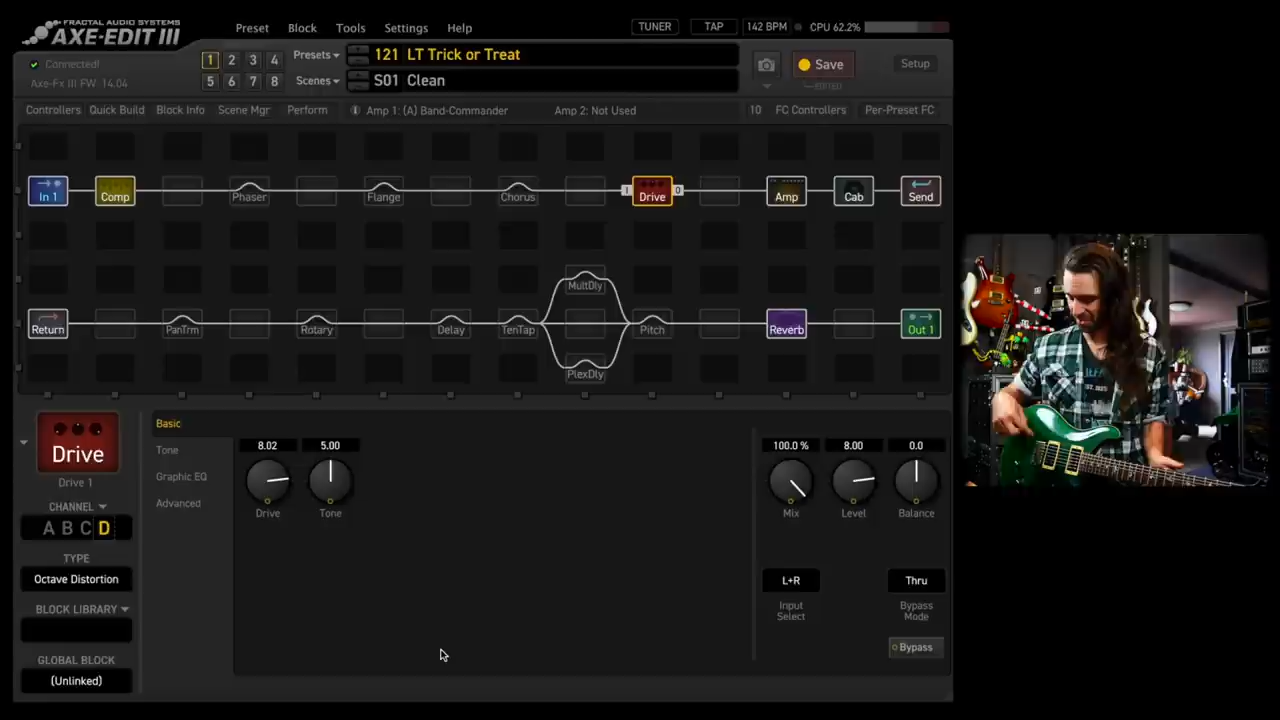 FRACTAL AUDIO SYSTEMS
AXE-EDIT III
Preset Block Tools Settings Help
TUNER TAP 142 BPM CPU 62.2%
Connected!
Axe-Fx III FW 14.04
1 2 3 4
5 6 7 8
Presets 121 LT Trick or Treat
Scenes S01 Clean
Save
EDITED
Setup
Controllers Quick Build Block Info Scene Mgr Perform
Amp 1: (A) Band-Commander Amp 2: Not Used
10 FC Controllers Per-Preset FC
In 1 Comp Phaser Flange Chorus I Drive O Amp Cab Send
MultDly
Return PanTrm Rotary Delay TenTap Pitch Reverb Out 1
PlexDly
Drive
Drive 1
CHANNEL
A B C D
TYPE
Octave Distortion
BLOCK LIBRARY
GLOBAL BLOCK
(Unlinked)
Basic
Tone
Graphic EQ
Advanced
8.02 5.00
Drive Tone
100.0 % 8.00 0.0
Mix Level Balance
L+R Thru
Input Select
Bypass Mode
Bypass